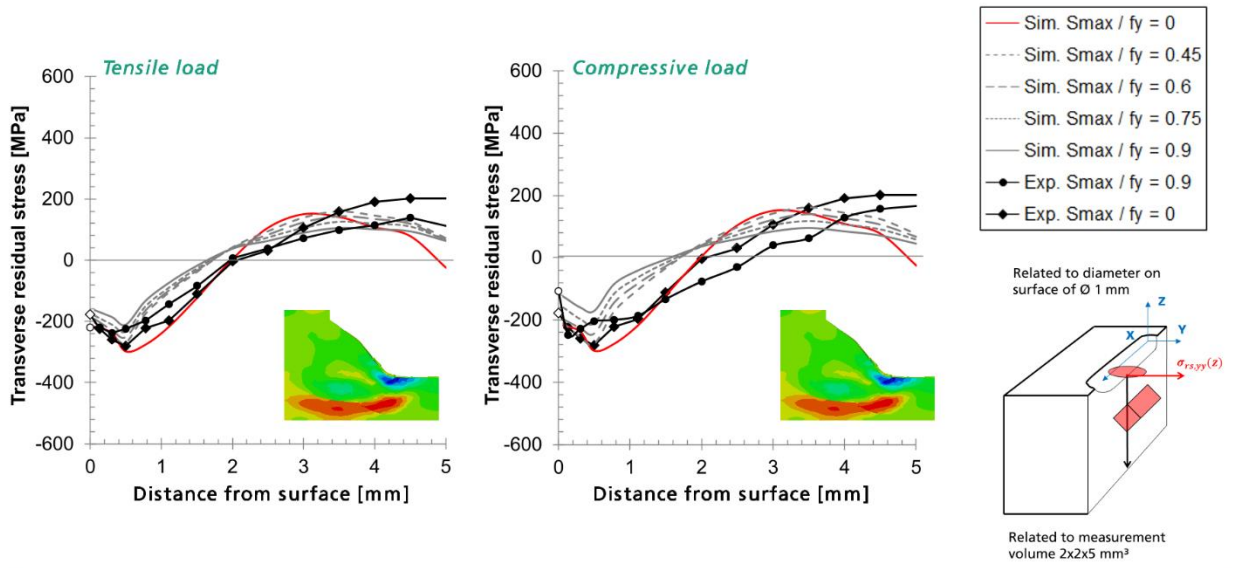 Tensile load
Transverse residual stress [MPa]
600
400
200
0
-200
-400
-600
0
1
2
3
4
5
Distance from surface [mm]
Compressive load
Transverse residual stress [MPa]
600
400
200
0
-200
-400
-600
0
1
2
3
4
5
Distance from surface [mm]
Sim. Smax / fy = 0
Sim. Smax / fy = 0.45
Sim. Smax / fy = 0.6
Sim. Smax / fy = 0.75
Sim. Smax / fy = 0.9
Exp. Smax / fy = 0.9
Exp. Smax / fy = 0
Related to diameter on
surface of Ø 1 mm
Z
Y
X
σrs,yy(z)
Related to measurement
volume 2x2x5 mm³